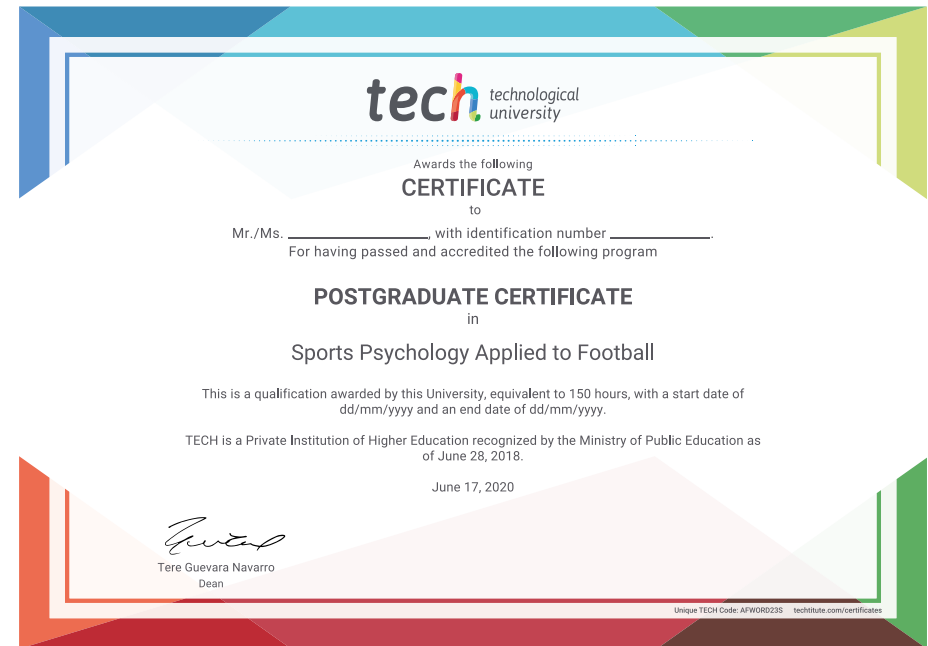 tech technological
university
Awards the following
CERTIFICATE
to
Mr./Ms. ____________________, with identification number ______________.
For having passed and accredited the following program
POSTGRADUATE CERTIFICATE
in
Sports Psychology Applied to Football
This is a qualification awarded by this University, equivalent to 150 hours, with a start date of
dd/mm/yyyy and an end date of dd/mm/yyyy.
TECH is a Private Institution of Higher Education recognized by the Ministry of Public Education as
of June 28, 2018.
June 17, 2020
Tere Guevara Navarro
Dean
Unique TECH Code: AFWORD23S techtitute.com/certificates